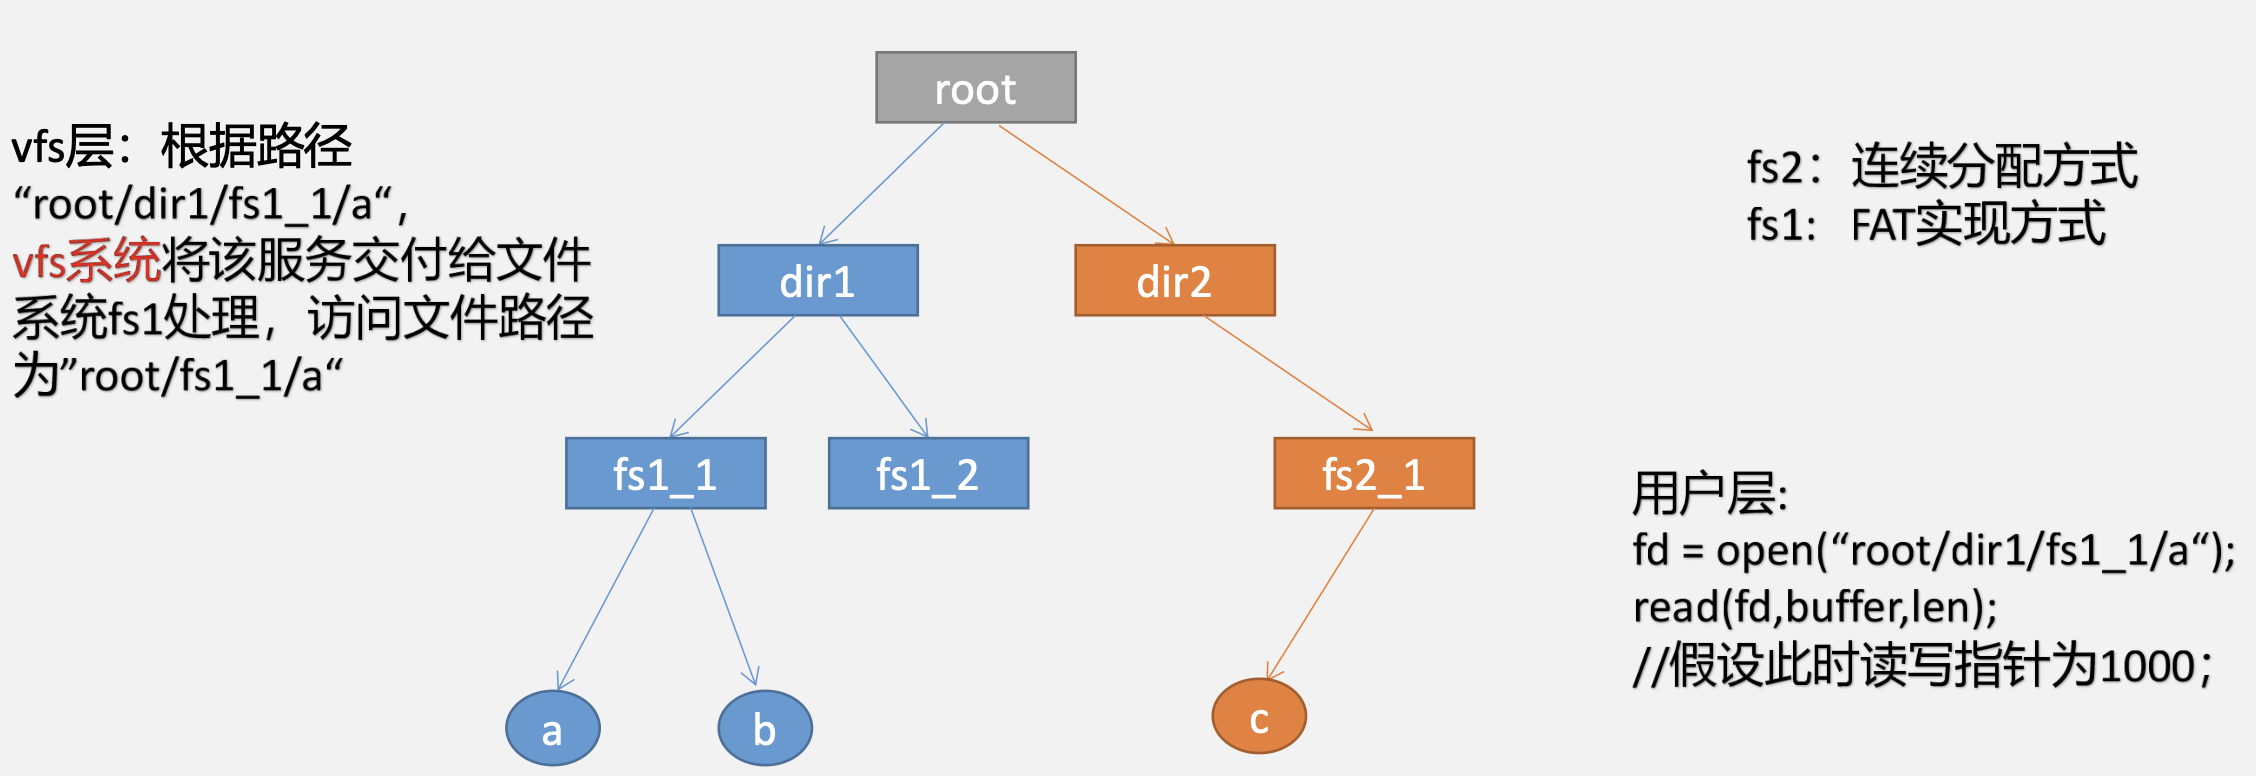 root
vfs层：根据路径
“root/dir1/fs1_1/a“，
vfs系统将该服务交付给文件
系统fs1处理，访问文件路径
为”root/fs1_1/a“
fs2：连续分配方式
fs1:   FAT实现方式
dir1
dir2
fs1_1
fs1_2
fs2_1
用户层:
fd = open(“root/dir1/fs1_1/a“);
read(fd,buffer,len);
//假设此时读写指针为1000；
a
b
c